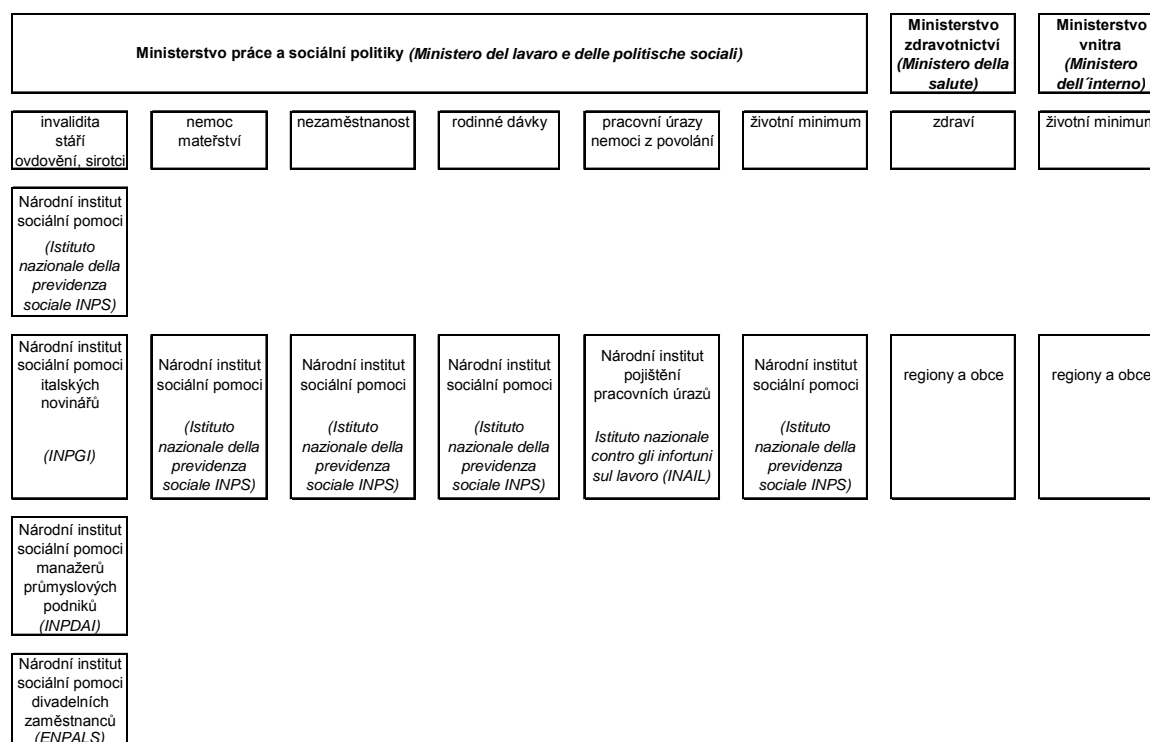 Ministerstvo práce a sociální politiky (Ministero del lavaro e delle politische sociali)
Ministerstvo
zdravotnictví
(Ministero della
salute)
Ministerstvo
vnitra
(Ministero
dell´interno)
invalidita
stáří
ovdovění, sirotci
nemoc
mateřství
nezaměstnanost
rodinné dávky
pracovní úrazy
nemoci z povolání
životní minimum
zdraví
životní minimum
Národní institut
sociální pomoci
(Istituto
nazionale della
previdenza
sociale INPS)
Národní institut
sociální pomoci
italských
novinářů
(INPGI)
Národní institut
sociální pomoci
(Istituto
nazionale della
previdenza
sociale INPS)
Národní institut
sociální pomoci
(Istituto
nazionale della
previdenza
sociale INPS)
Národní institut
sociální pomoci
(Istituto
nazionale della
previdenza
sociale INPS)
Národní institut
pojištění
pracovních úrazů
Istituto nazionale
contro gli infortuni
sul lavoro (INAIL)
Národní institut
sociální pomoci
(Istituto
nazionale della
previdenza
sociale INPS)
regiony a obce
regiony a obce
Národní institut
sociální pomoci
manažerů
průmyslových
podniků
(INPDAI)
Národní institut
sociální pomoci
divadelních
zaměstnanců
(ENPALS)